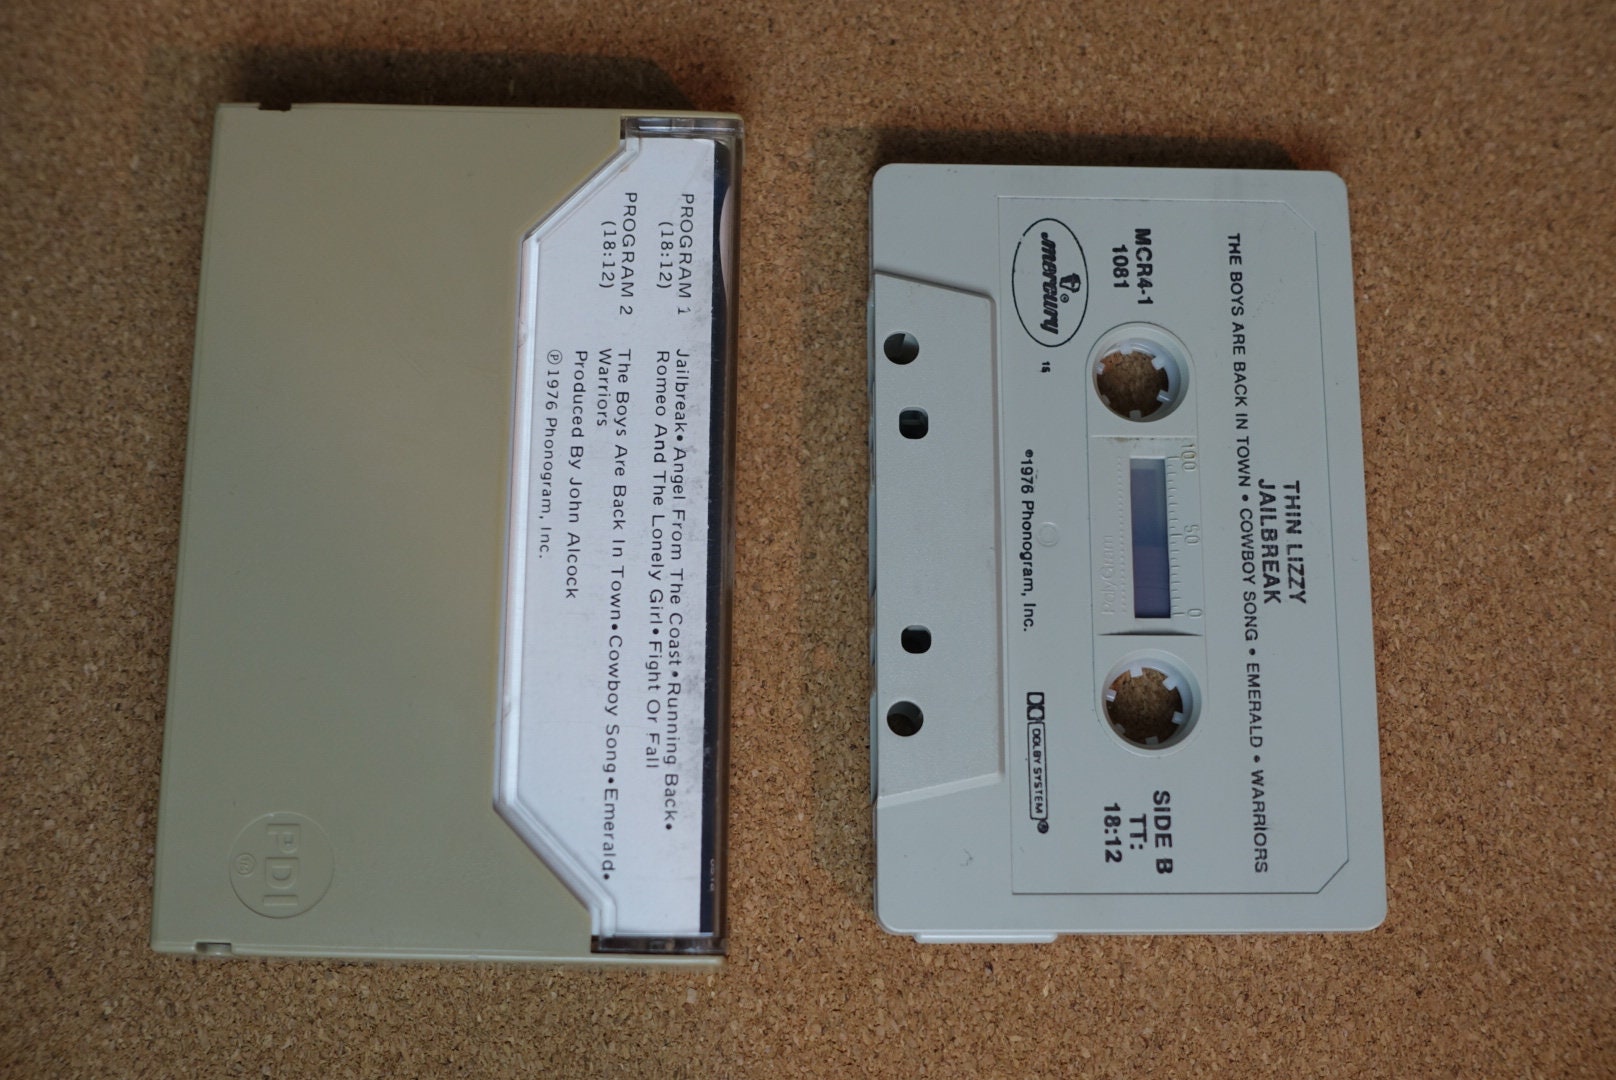 PROGRAM 1
(18:12)
Jailbreak • Angel From The Coast • Running Back •
Romeo And The Lonely Girl • Fight Or Fall
PROGRAM 2
(18:12)
The Boys Are Back In Town • Cowboy Song • Emerald •
Warriors
Produced By John Alcock
℗ 1976 Phonogram, Inc.
PDI
THIN LIZZY
JAILBREAK
THE BOYS ARE BACK IN TOWN • COWBOY SONG • EMERALD • WARRIORS
MCR4-1
1081
100 50 0
SIDE B
TT:
18:12
mercury
15
℗1976 Phonogram, Inc.
DOLBY SYSTEM®